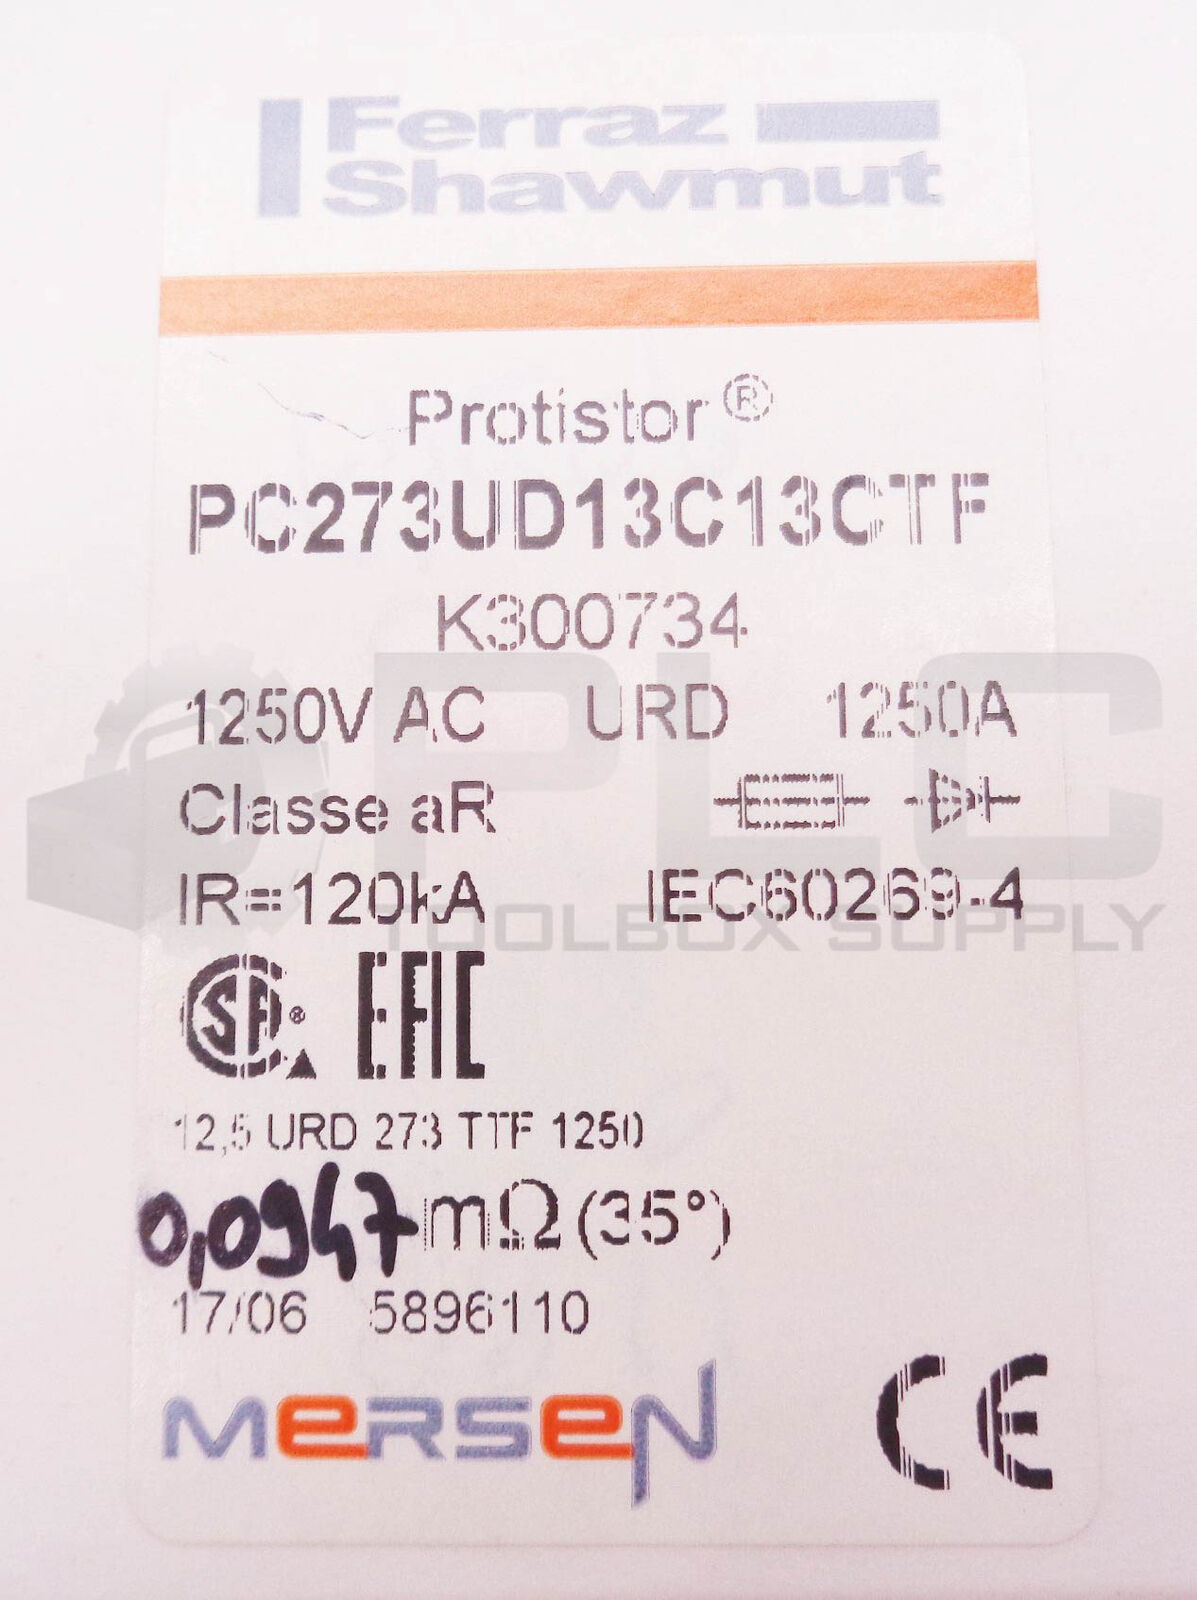 Ferraz
Shawmut
Protistor®
PC273UD13C13CTF
K300734
1250V AC URD 1250A
Classe aR
IR=120kA IEC60269-4
PLC
TOOLBOX SUPPLY
SA® EAC
12,5 URD 273 TTF 1250
0,0947 mΩ (35°)
17/06 5896110
MERSEN CE